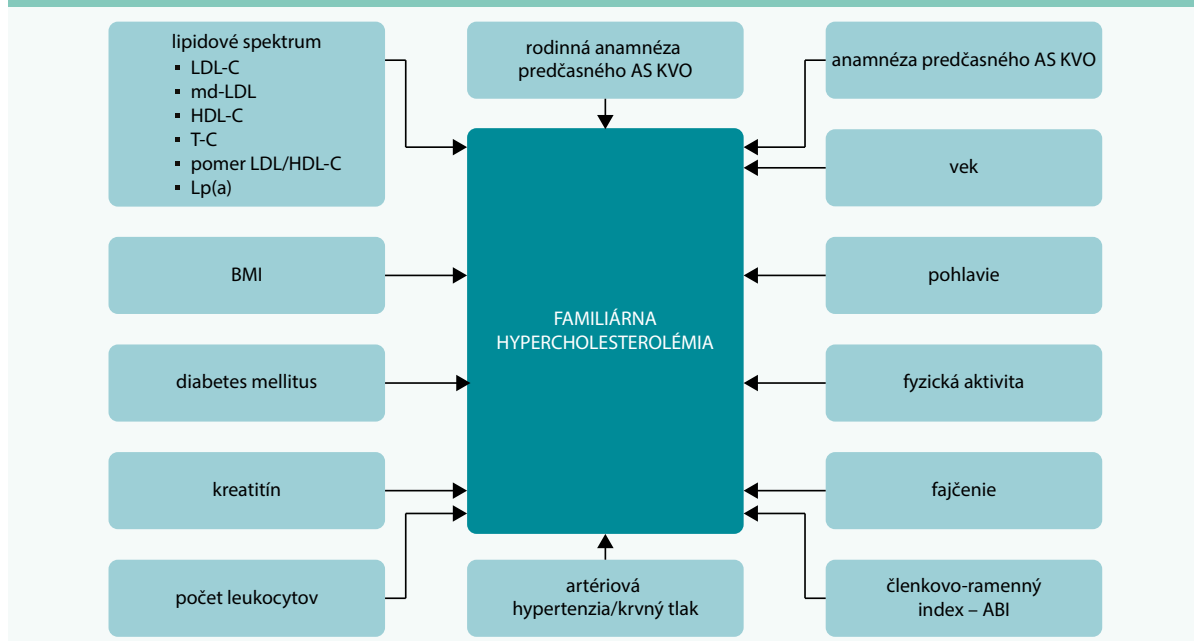 lipidové spektrum
▪ LDL-C
▪ md-LDL
▪ HDL-C
▪ T-C
▪ pomer LDL/HDL-C
▪ Lp(a)
rodinná anamnéza
predčasného AS KVO
anamnéza predčasného AS KVO
vek
BMI
pohlavie
FAMILIÁRNA
HYPERCHOLESTEROLÉMIA
diabetes mellitus
fyzická aktivita
kreatitín
fajčenie
počet leukocytov
artériová
hypertenzia/krvný tlak
členkovo-ramenný
index – ABI